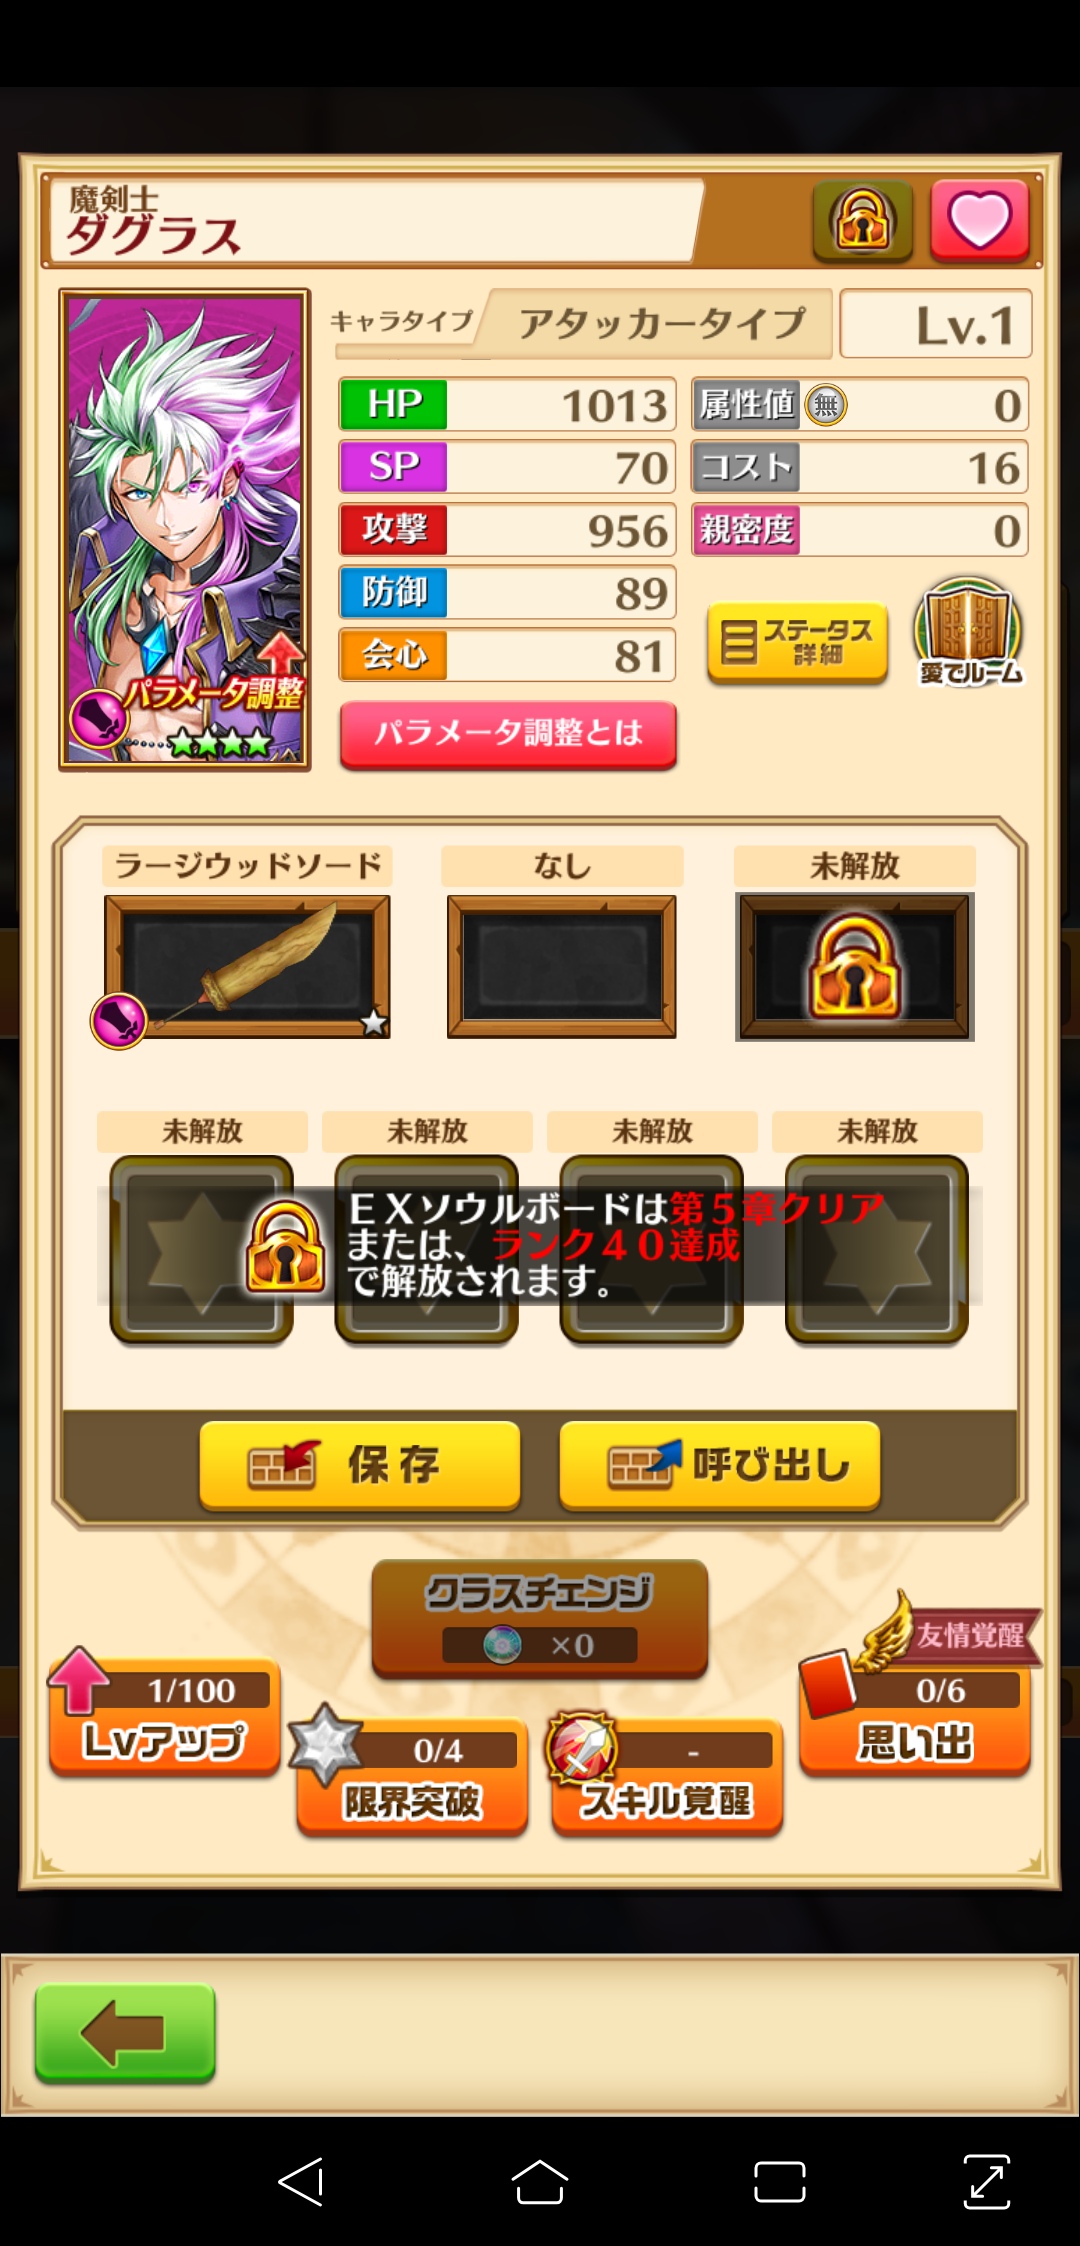 魔剣士
ダグラス
キャラタイプ
アタッカータイプ
Lv.1
HP 1013
属性値 無 0
SP 70
コスト 16
攻撃 956
親密度 0
防御 89
会心 81
ステータス
詳細
愛でルーム
パラメータ調整
パラメータ調整とは
ラージウッドソード
なし
未解放
未解放
未解放
未解放
未解放
EXソウルボードは第5章クリア
または、ランク40達成
で解放されます。
保存
呼び出し
クラスチェンジ
×0
友情覚醒
1/100
Lvアップ
0/4
限界突破
-
スキル覚醒
0/6
思い出